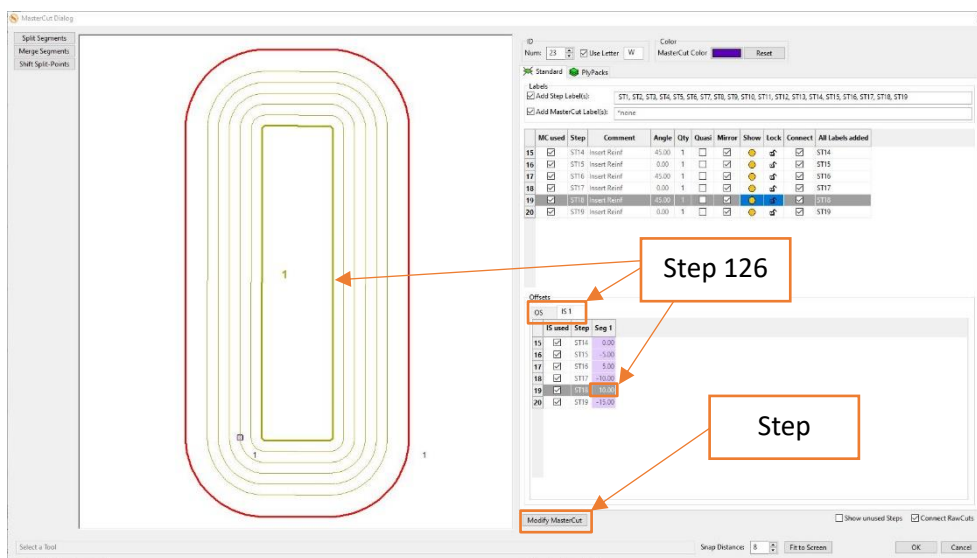 MasterCut Dialog
Split Segments
Merge Segments
Shift Split-Points
ID
Num: 23 Use Letter W
Color
MasterCut Color Reset
Standard PlyPacks
Labels
Add Step Label(s): ST1, ST2, ST3, ST4, ST5, ST6, ST7, ST8, ST9, ST10, ST11, ST12, ST13, ST14, ST15, ST16, ST17, ST18, ST19
Add MasterCut Label(s): *none
MC used Step Comment Angle Qty Quasi Mirror Show Lock Connect All Labels added
15 ST14 Insert Reinf 45.00 1 ST14
16 ST15 Insert Reinf 0.00 1 ST15
17 ST16 Insert Reinf 45.00 1 ST16
18 ST17 Insert Reinf 0.00 1 ST17
19 ST18 Insert Reinf 45.00 1 ST18
20 ST19 Insert Reinf 0.00 1 ST19
Step 126
1
Offsets
OS IS 1
IS used Step Seg 1
15 ST14 0.00
16 ST15 -5.00
17 ST16 5.00
18 ST17 -10.00
19 ST18 10.00
20 ST19 -15.00
Step
1
1
Modify MasterCut
Show unused Steps Connect RawCuts
Select a Tool
Snap Distance: 8 Fit to Screen OK Cancel